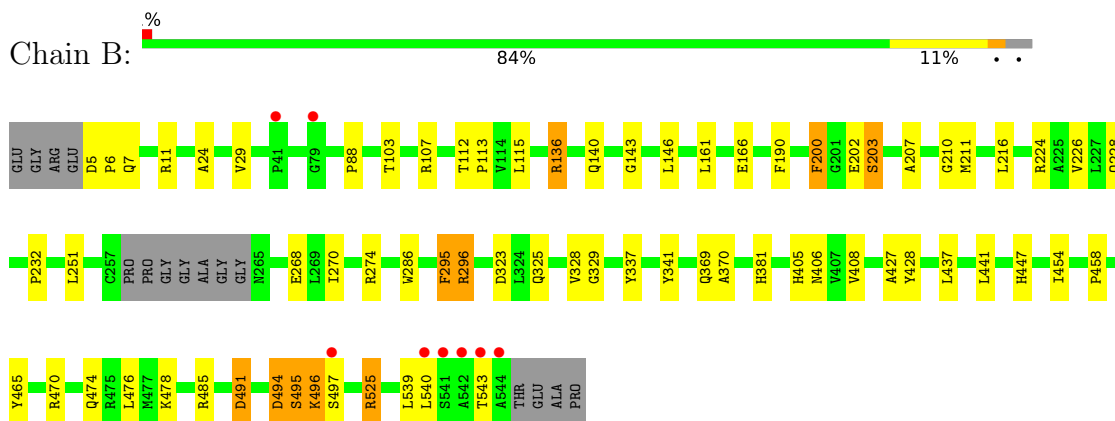 %
Chain B:
84% 11% • •
GLU GLY ARG GLU D5 P6 Q7 R11 A24 V29 P41 G79 P88 T103 R107 T112 P113 V114 L115 R136 Q140 G143 L146 L161 E166 F190 F200 G201 E202 S203 A207 G210 M211 L216 R224 A225 V226 L227
P232 L251 C257 PRO PRO GLY GLY ALA GLY GLY N265 E268 L269 I270 R274 W286 F295 R296 D323 L324 Q325 V328 G329 Y337 Y341 Q369 A370 H381 H405 N406 V407 V408 A427 Y428 L437 L441 H447 I454 P458
Y465 R470 Q474 R475 L476 M477 K478 R485 D491 D494 S495 K496 S497 R525 L539 L540 S541 A542 T543 A544 THR GLU ALA PRO